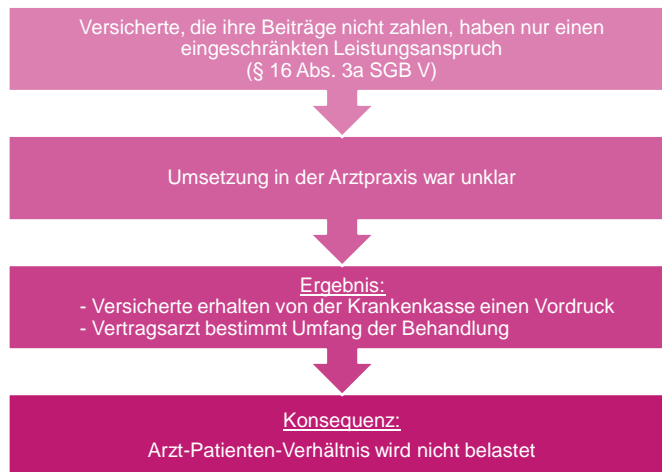 Versicherte, die ihre Beiträge nicht zahlen, haben nur einen
eingeschränkten Leistungsanspruch
(§ 16 Abs. 3a SGB V)
Umsetzung in der Arztpraxis war unklar
Ergebnis:
- Versicherte erhalten von der Krankenkasse einen Vordruck
- Vertragsarzt bestimmt Umfang der Behandlung
Konsequenz:
Arzt-Patienten-Verhältnis wird nicht belastet